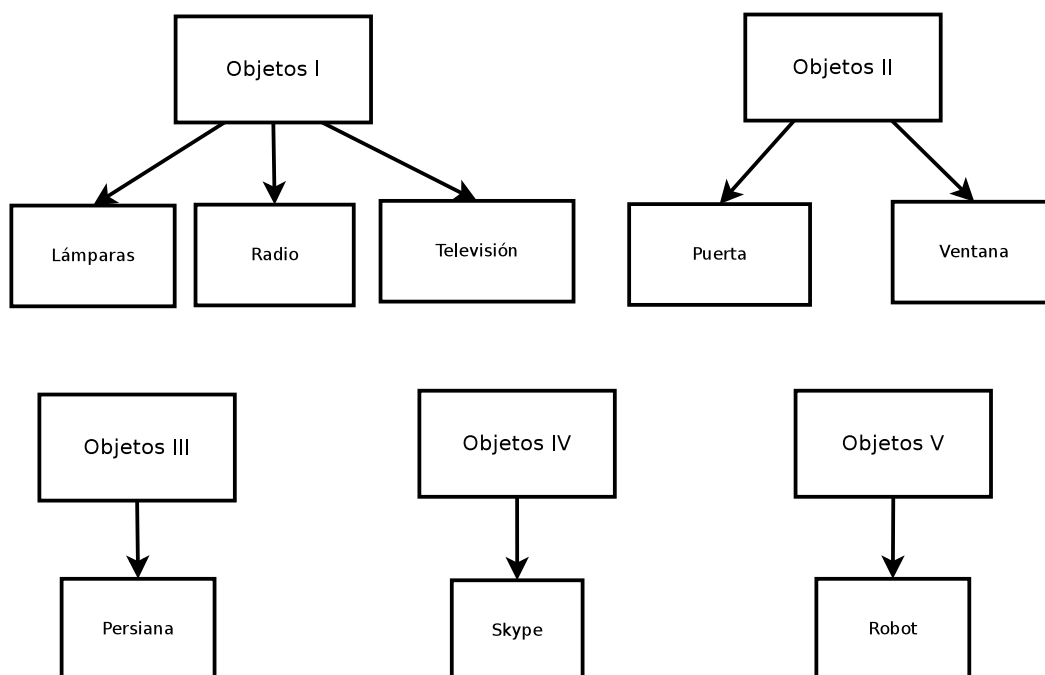 Objetos I
Objetos II
Lámparas
Radio
Televisión
Puerta
Ventana
Objetos III
Objetos IV
Objetos V
Persiana
Skype
Robot